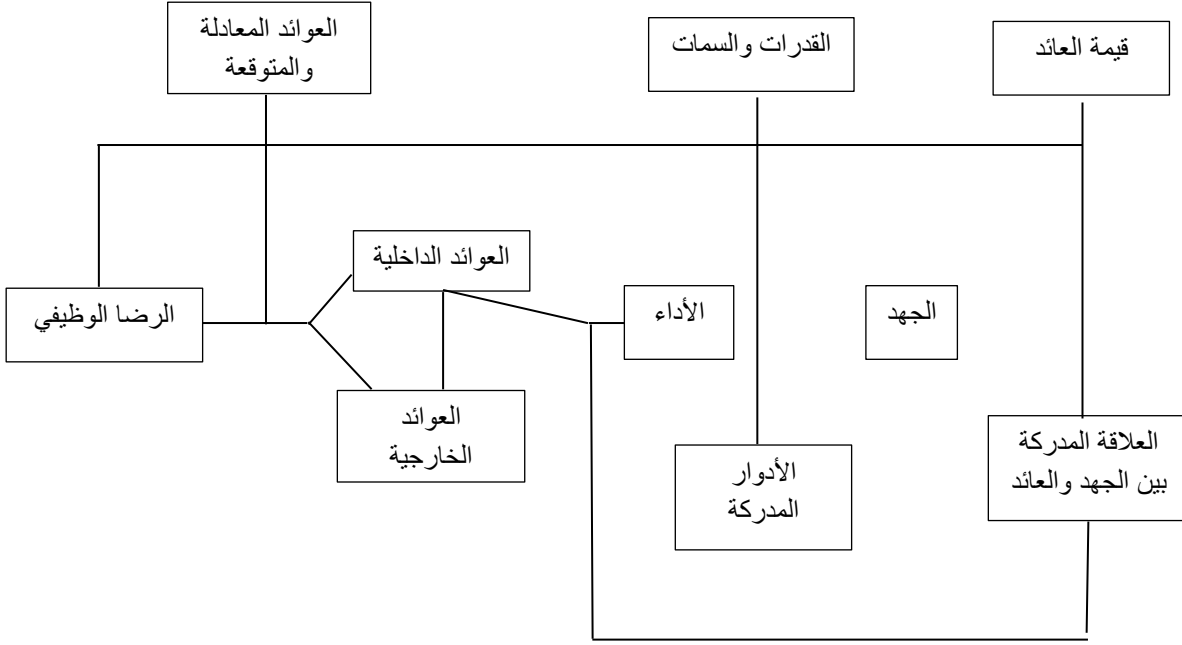 قيمة العائد
القدرات والسمات
العوائد المعادلة
والمتوقعة
العوائد الداخلية
الجهد
الأداء
الرضا الوظيفي
العوائد
الخارجية
العلاقة المدركة
بين الجهد والعائد
الأدوار
المدركة